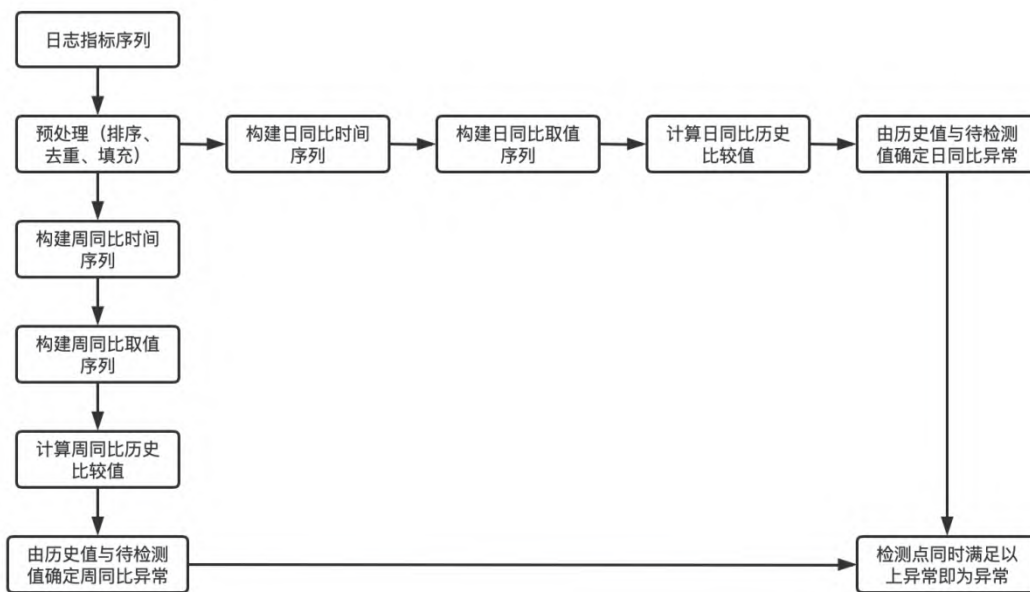 日志指标序列
预处理（排序、
去重、填充）
构建日同比时间
序列
构建日同比取值
序列
计算日同比历史
比较值
由历史值与待检测
值确定日同比异常
构建周同比时间
序列
构建周同比取值
序列
计算周同比历史
比较值
由历史值与待检测
值确定周同比异常
检测点同时满足以
上异常即为异常